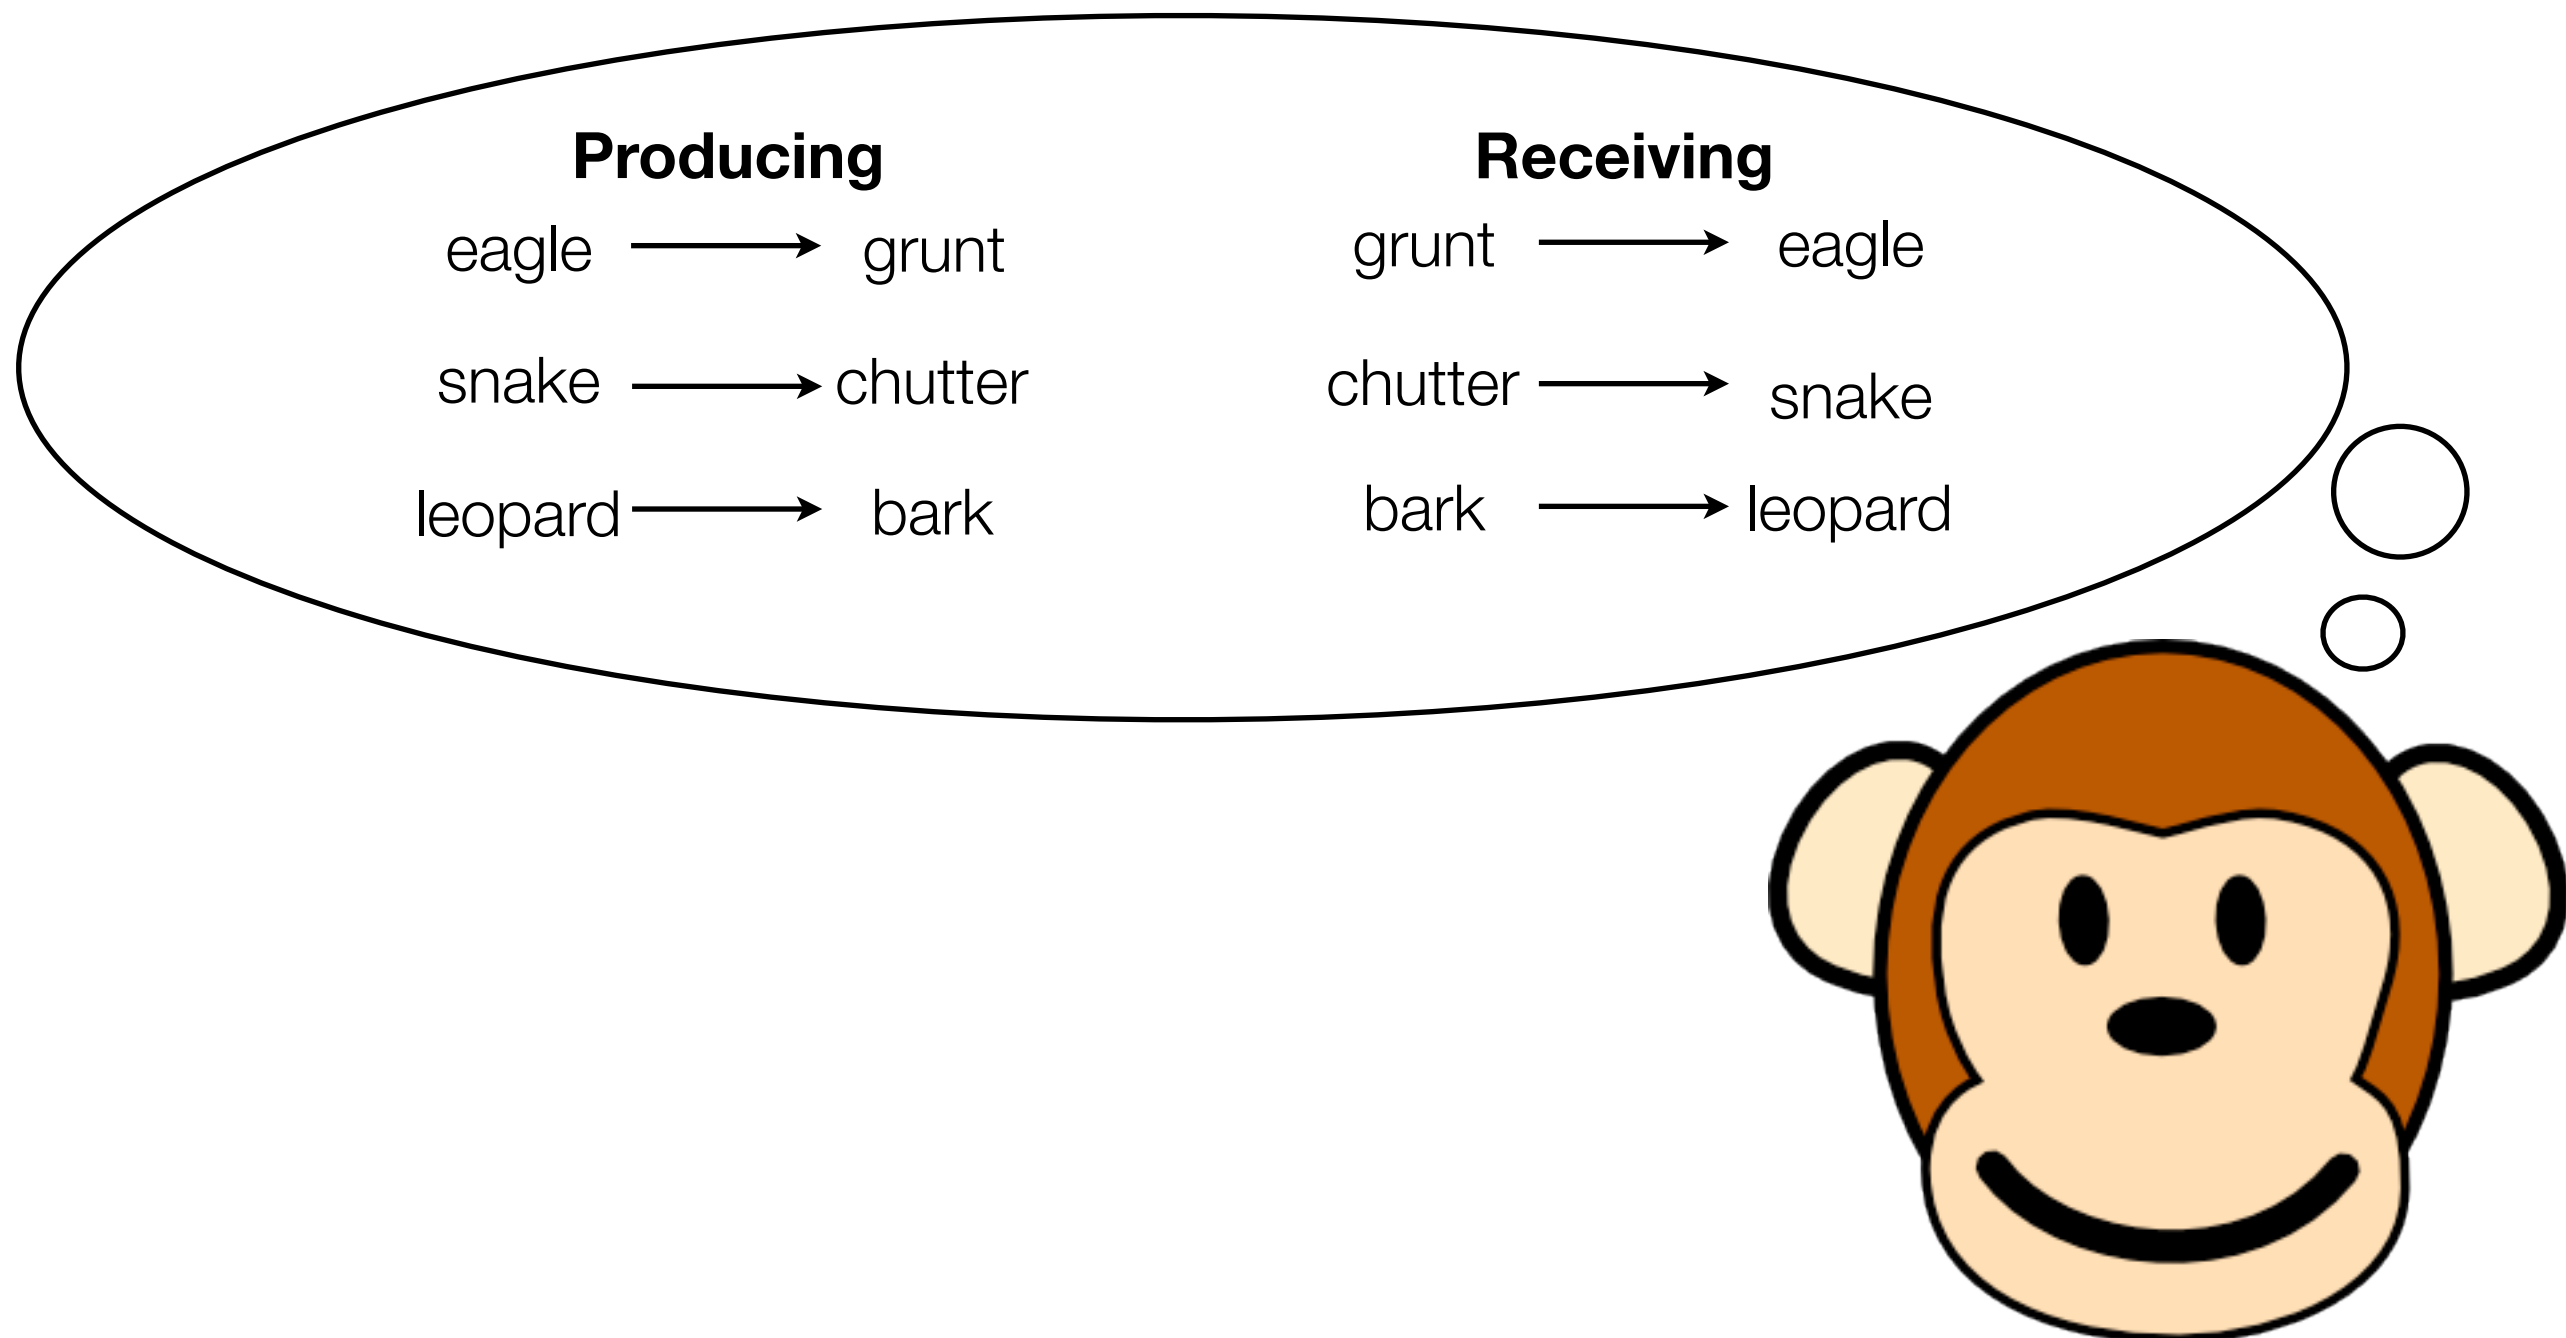 Producing Receiving
eagle grunt grunt eagle
snake chutter chutter snake
leopard bark bark leopard